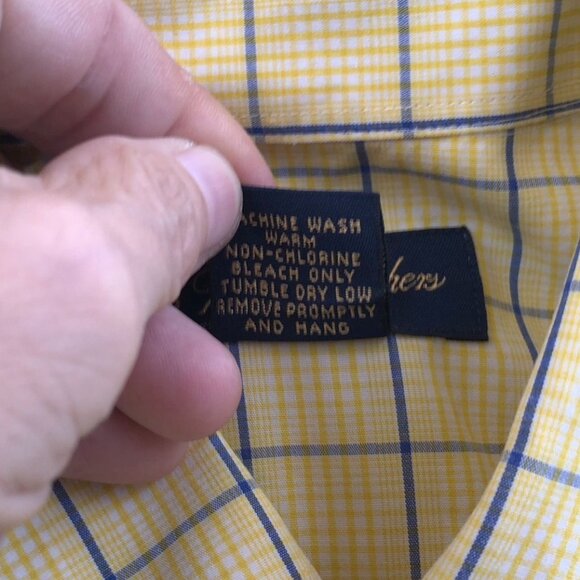 MACHINE WASH
WARM
NON-CHLORINE
BLEACH ONLY
TUMBLE DRY LOW
REMOVE PROMPTLY
AND HANG